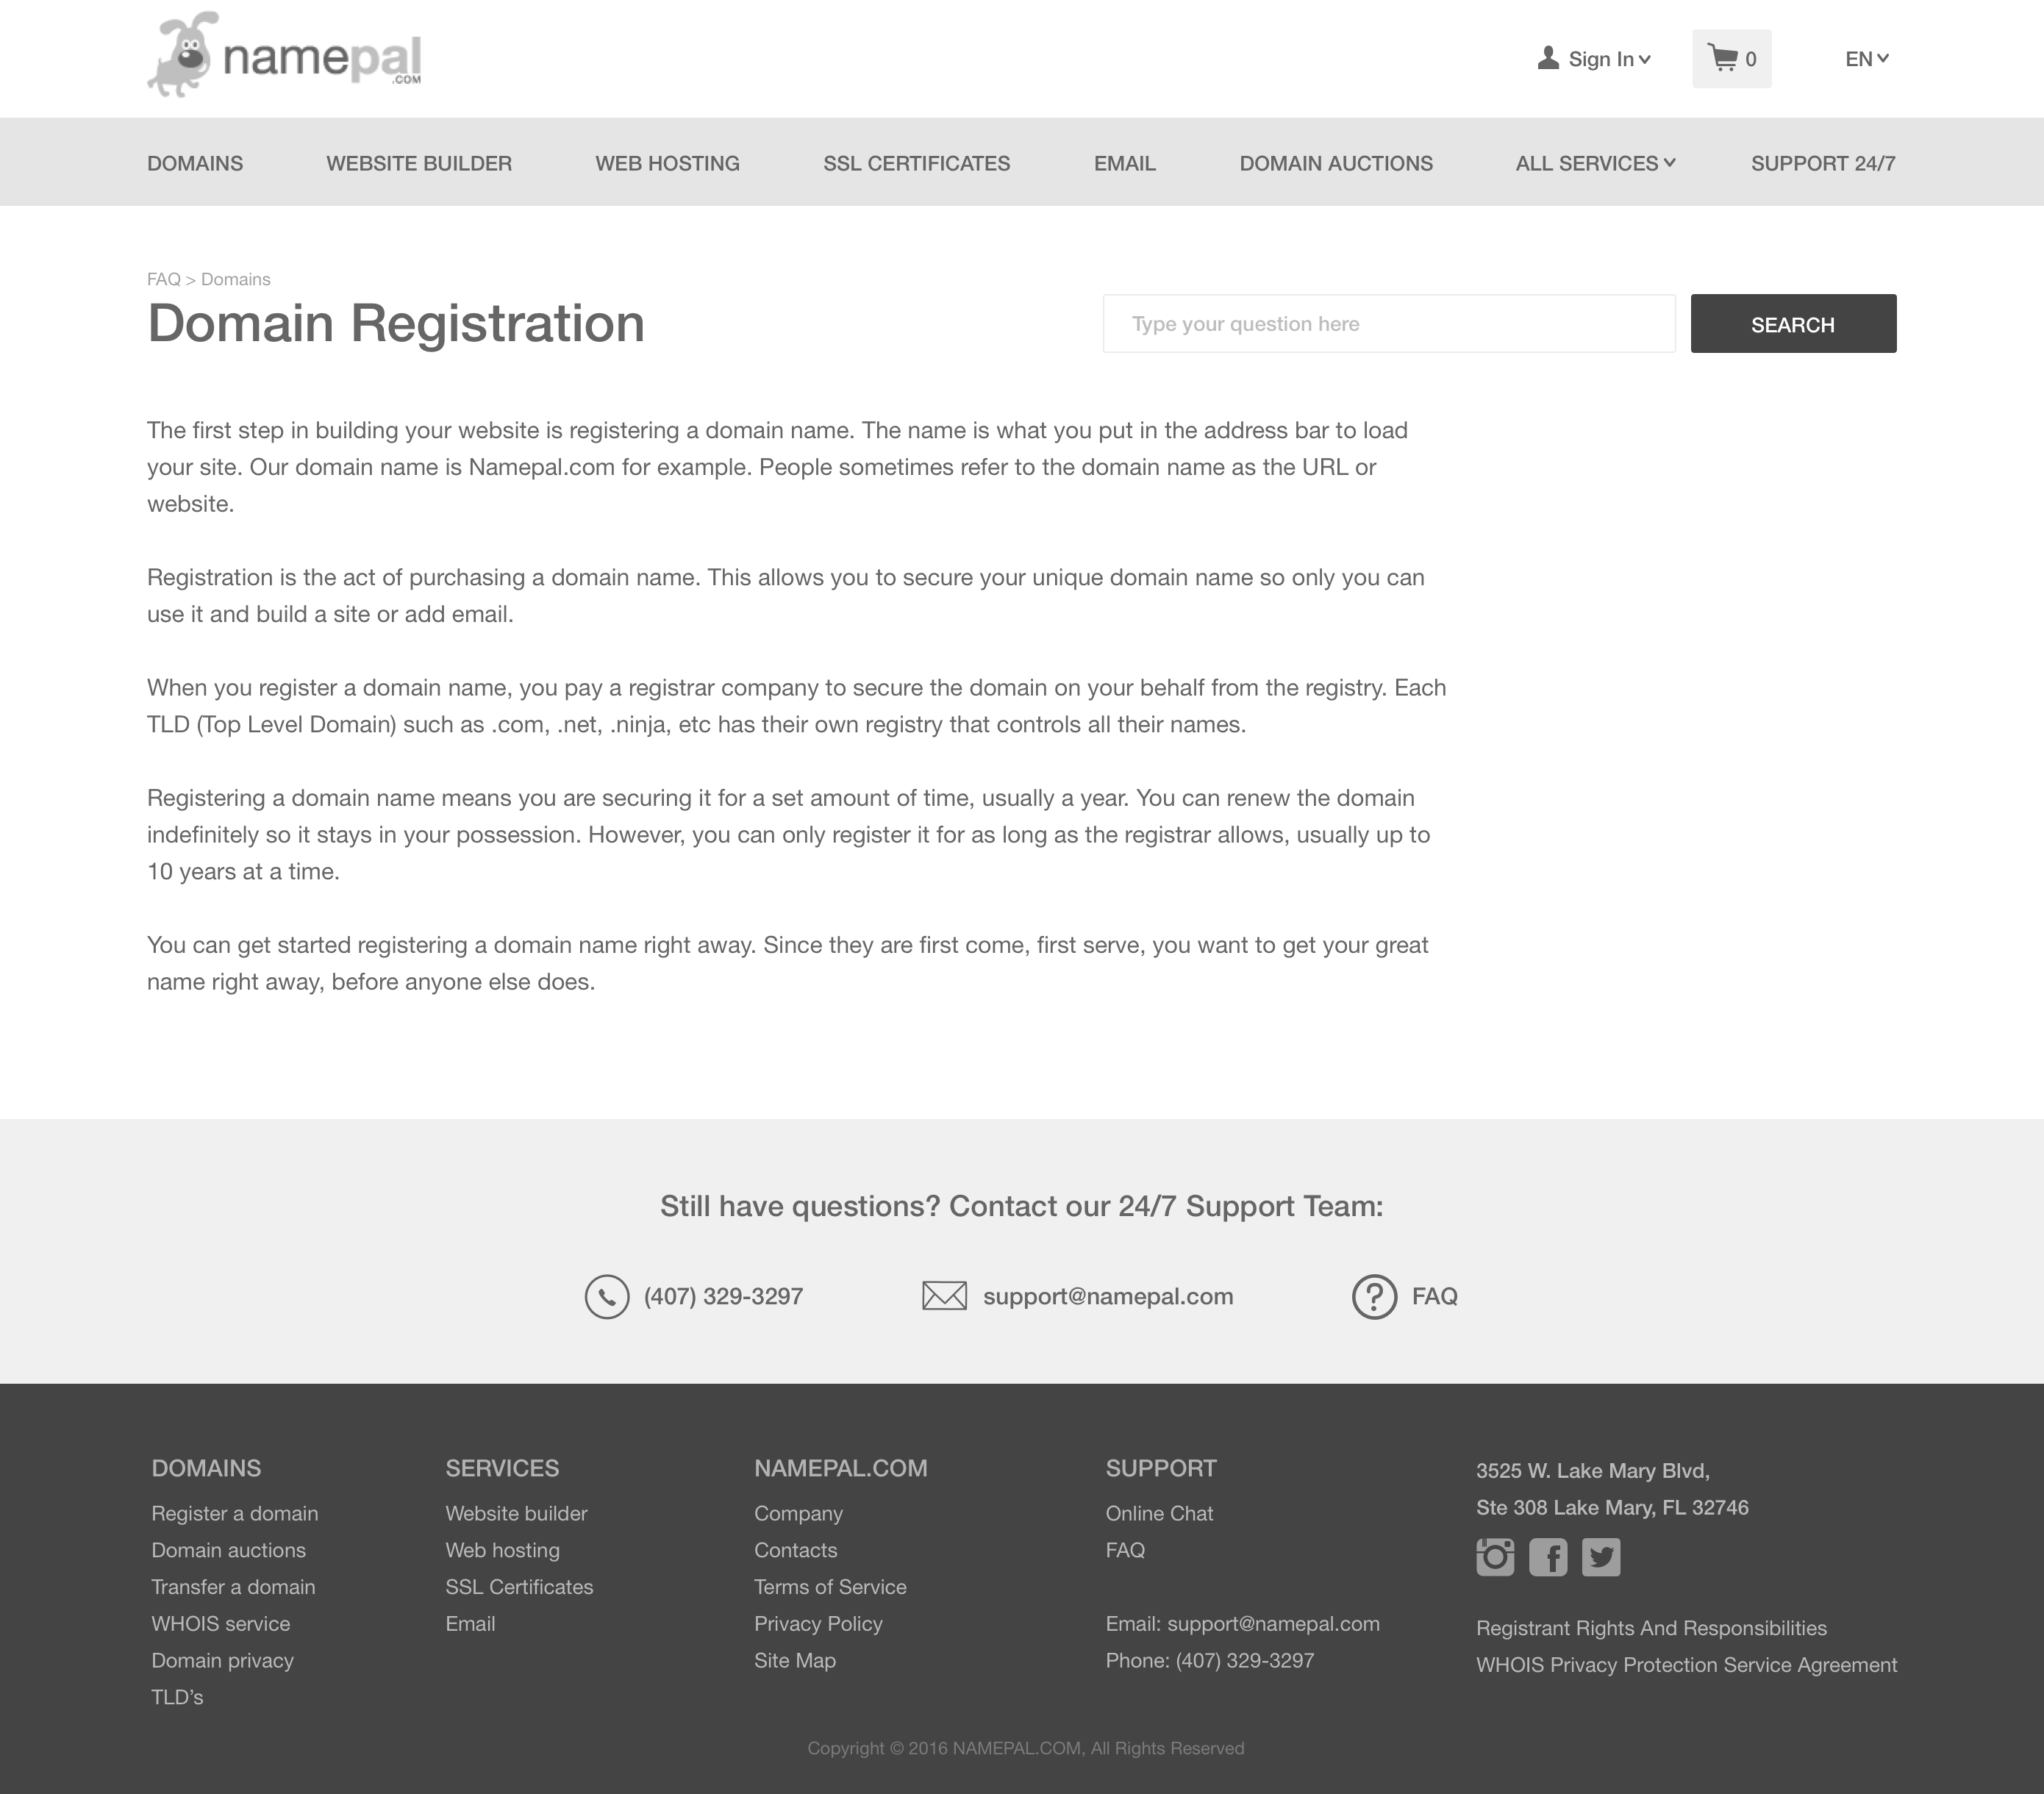 namepal
.COM
Sign In
0
EN
DOMAINS
WEBSITE BUILDER
WEB HOSTING
SSL CERTIFICATES
EMAIL
DOMAIN AUCTIONS
ALL SERVICES
SUPPORT 24/7
FAQ > Domains
Domain Registration
Type your question here
SEARCH
The first step in building your website is registering a domain name. The name is what you put in the address bar to load
your site. Our domain name is Namepal.com for example. People sometimes refer to the domain name as the URL or
website.
Registration is the act of purchasing a domain name. This allows you to secure your unique domain name so only you can
use it and build a site or add email.
When you register a domain name, you pay a registrar company to secure the domain on your behalf from the registry. Each
TLD (Top Level Domain) such as .com, .net, .ninja, etc has their own registry that controls all their names.
Registering a domain name means you are securing it for a set amount of time, usually a year. You can renew the domain
indefinitely so it stays in your possession. However, you can only register it for as long as the registrar allows, usually up to
10 years at a time.
You can get started registering a domain name right away. Since they are first come, first serve, you want to get your great
name right away, before anyone else does.
Still have questions? Contact our 24/7 Support Team:
(407) 329-3297
support@namepal.com
FAQ
DOMAINS
Register a domain
Domain auctions
Transfer a domain
WHOIS service
Domain privacy
TLD’s
SERVICES
Website builder
Web hosting
SSL Certificates
Email
NAMEPAL.COM
Company
Contacts
Terms of Service
Privacy Policy
Site Map
SUPPORT
Online Chat
FAQ
Email: support@namepal.com
Phone: (407) 329-3297
3525 W. Lake Mary Blvd,
Ste 308 Lake Mary, FL 32746
Registrant Rights And Responsibilities
WHOIS Privacy Protection Service Agreement
Copyright © 2016 NAMEPAL.COM, All Rights Reserved